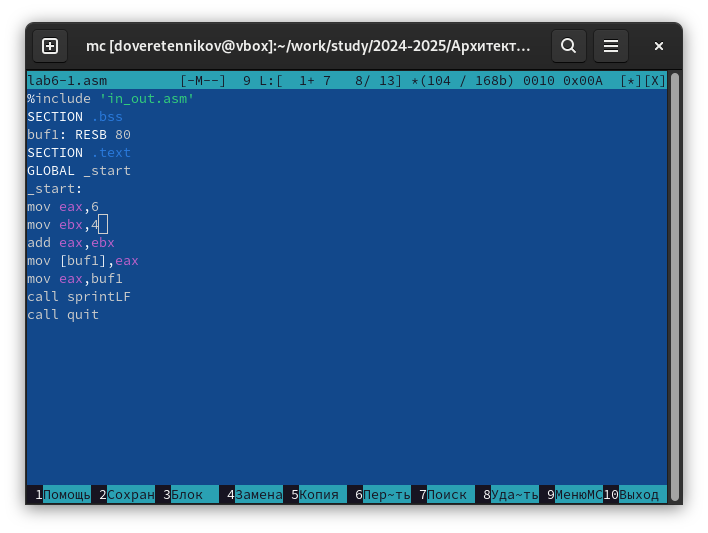 mc [doveretennikov@vbox]:~/work/study/2024-2025/Архитект...
lab6-1.asm [-M--] 9 L:[ 1+ 7 8/ 13] *(104 / 168b) 0010 0x00A [*][X]
%include 'in_out.asm'
SECTION .bss
buf1: RESB 80
SECTION .text
GLOBAL _start
_start:
mov eax,6
mov ebx,4
add eax,ebx
mov [buf1],eax
mov eax,buf1
call sprintLF
call quit
1Помощь 2Сохран 3Блок 4Замена 5Копия 6Пер~ть 7Поиск 8Уда~ть 9МенюMC 10Выход